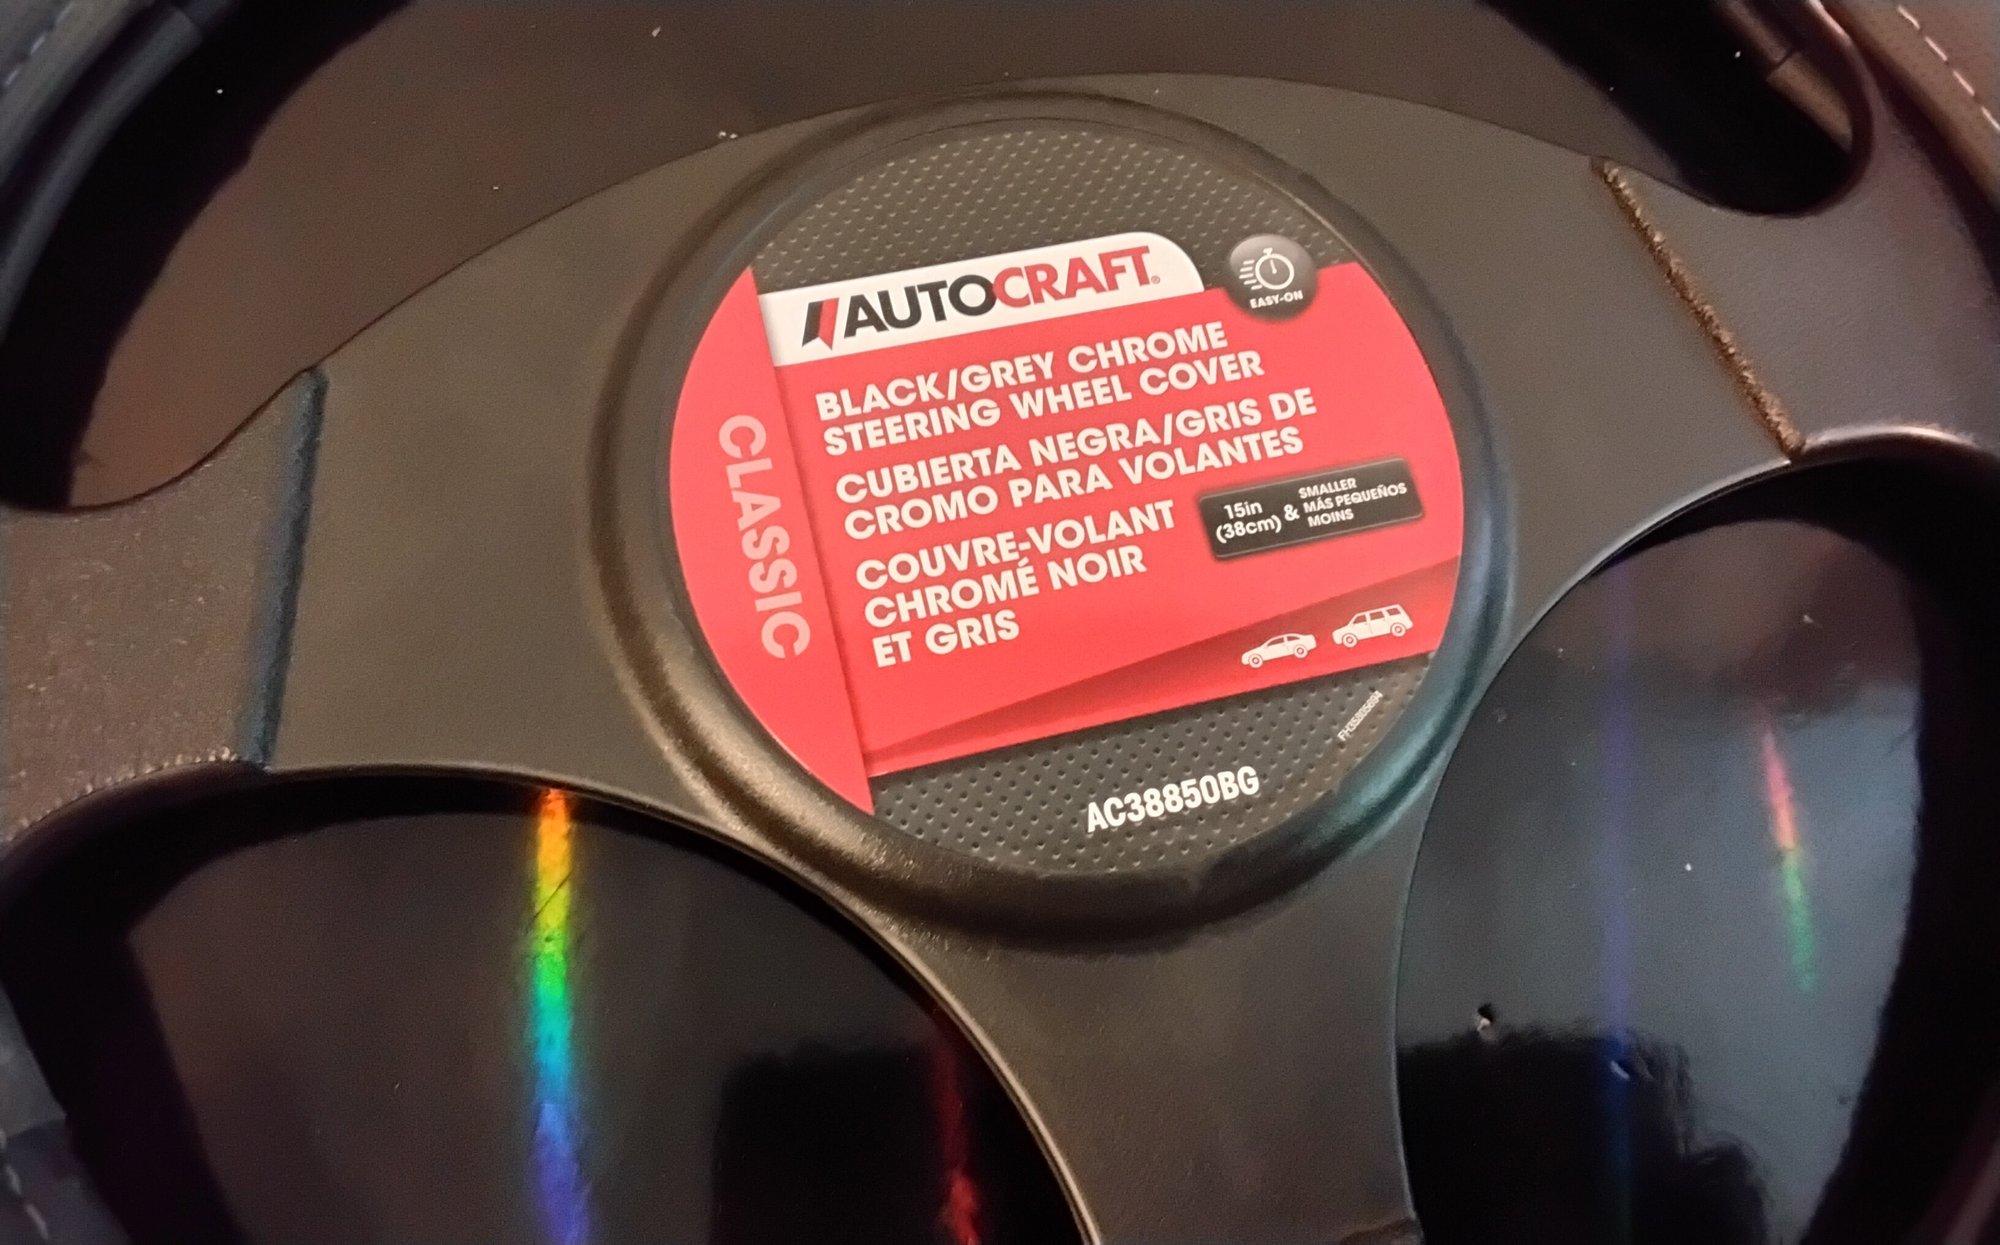 AUTOCRAFT®
EASY-ON
CLASSIC
BLACK/GREY CHROME
STEERING WHEEL COVER
CUBIERTA NEGRA/GRIS DE
CROMO PARA VOLANTES
COUVRE-VOLANT
CHROMÉ NOIR
ET GRIS
15in
(38cm)
&
SMALLER
MÁS PEQUEÑOS
MOINS
AC38850BG